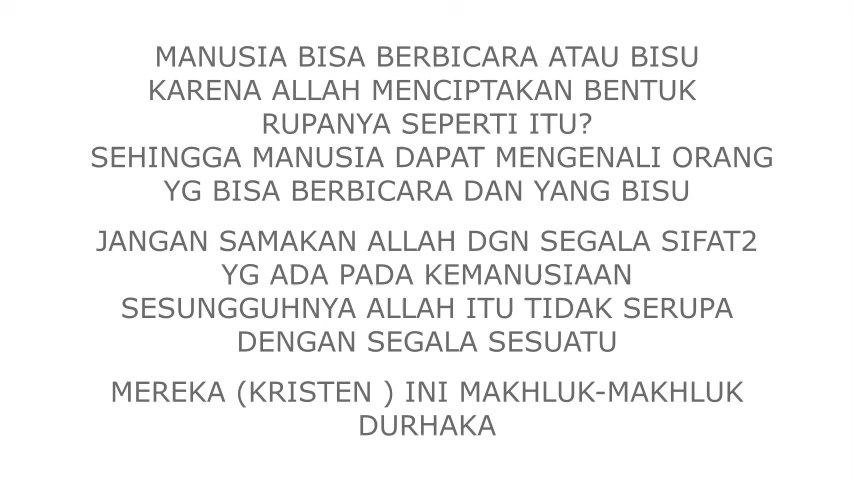 MANUSIA BISA BERBICARA ATAU BISU
KARENA ALLAH MENCIPTAKAN BENTUK
RUPANYA SEPERTI ITU?
SEHINGGA MANUSIA DAPAT MENGENALI ORANG
YG BISA BERBICARA DAN YANG BISU
JANGAN SAMAKAN ALLAH DGN SEGALA SIFAT2
YG ADA PADA KEMANUSIAAN
SESUNGGUHNYA ALLAH ITU TIDAK SERUPA
DENGAN SEGALA SESUATU
MEREKA (KRISTEN ) INI MAKHLUK-MAKHLUK
DURHAKA